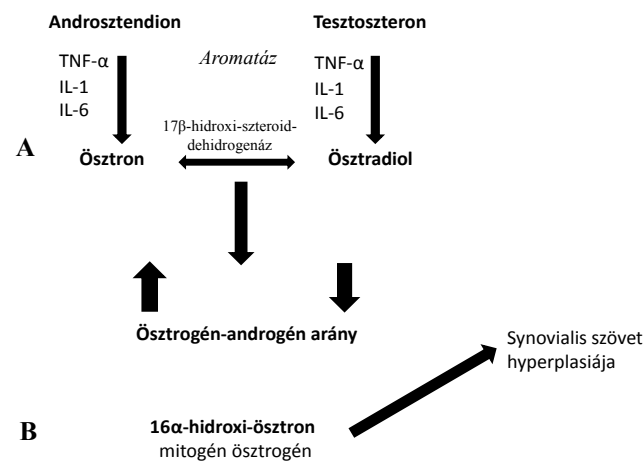 Androsztendion
Tesztoszteron
TNF-α
IL-1
IL-6
Aromatáz
TNF-α
IL-1
IL-6
17β-hidroxi-szteroid-
dehidrogenáz
A
Ösztron
Ösztradiol
Ösztrogén-androgén arány
Synovialis szövet
hyperplasiája
B
16α-hidroxi-ösztron
mitogén ösztrogén